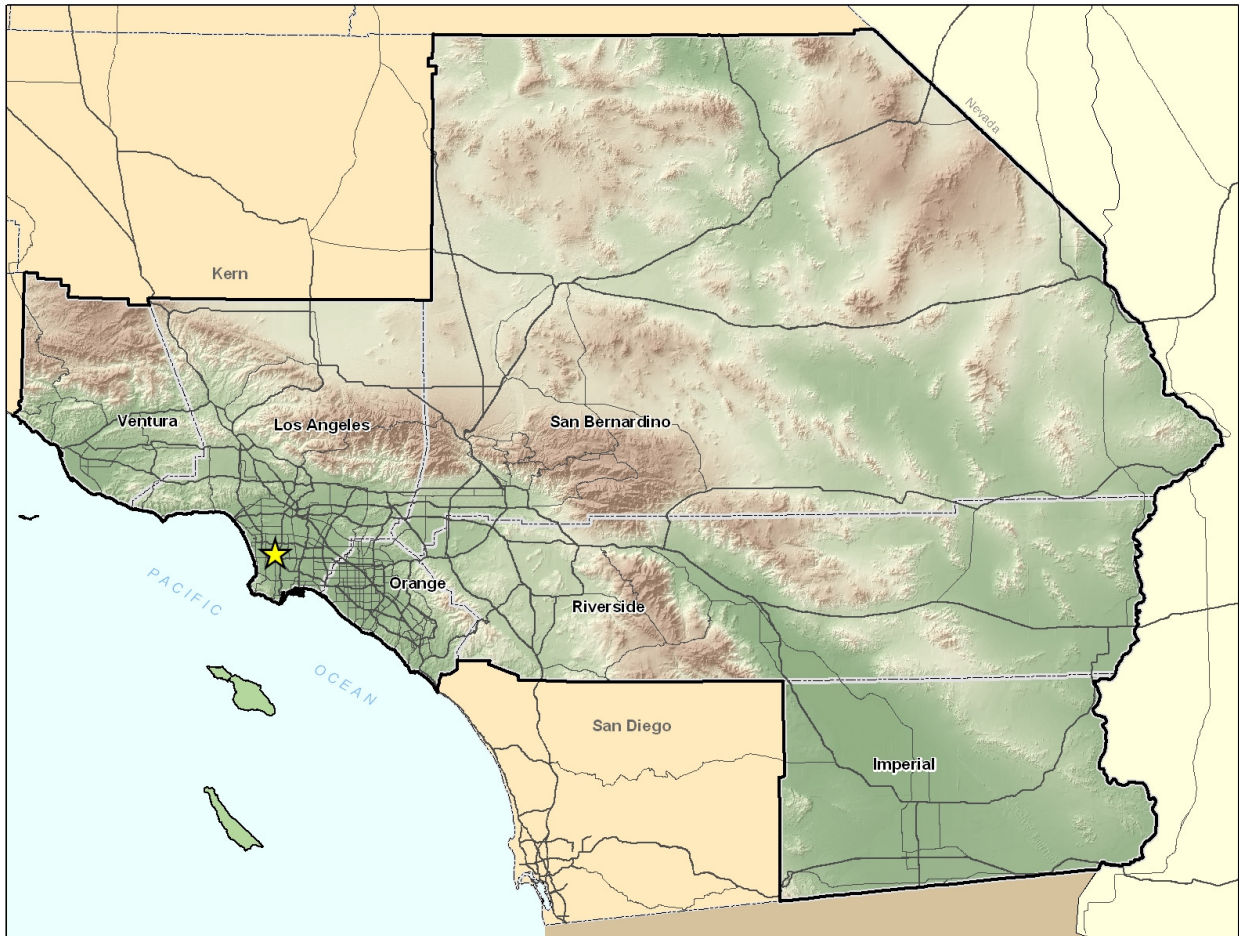 Nevada
Kern
Ventura
Los Angeles
San Bernardino
PACIFIC
OCEAN
Orange
Riverside
San Diego
Imperial